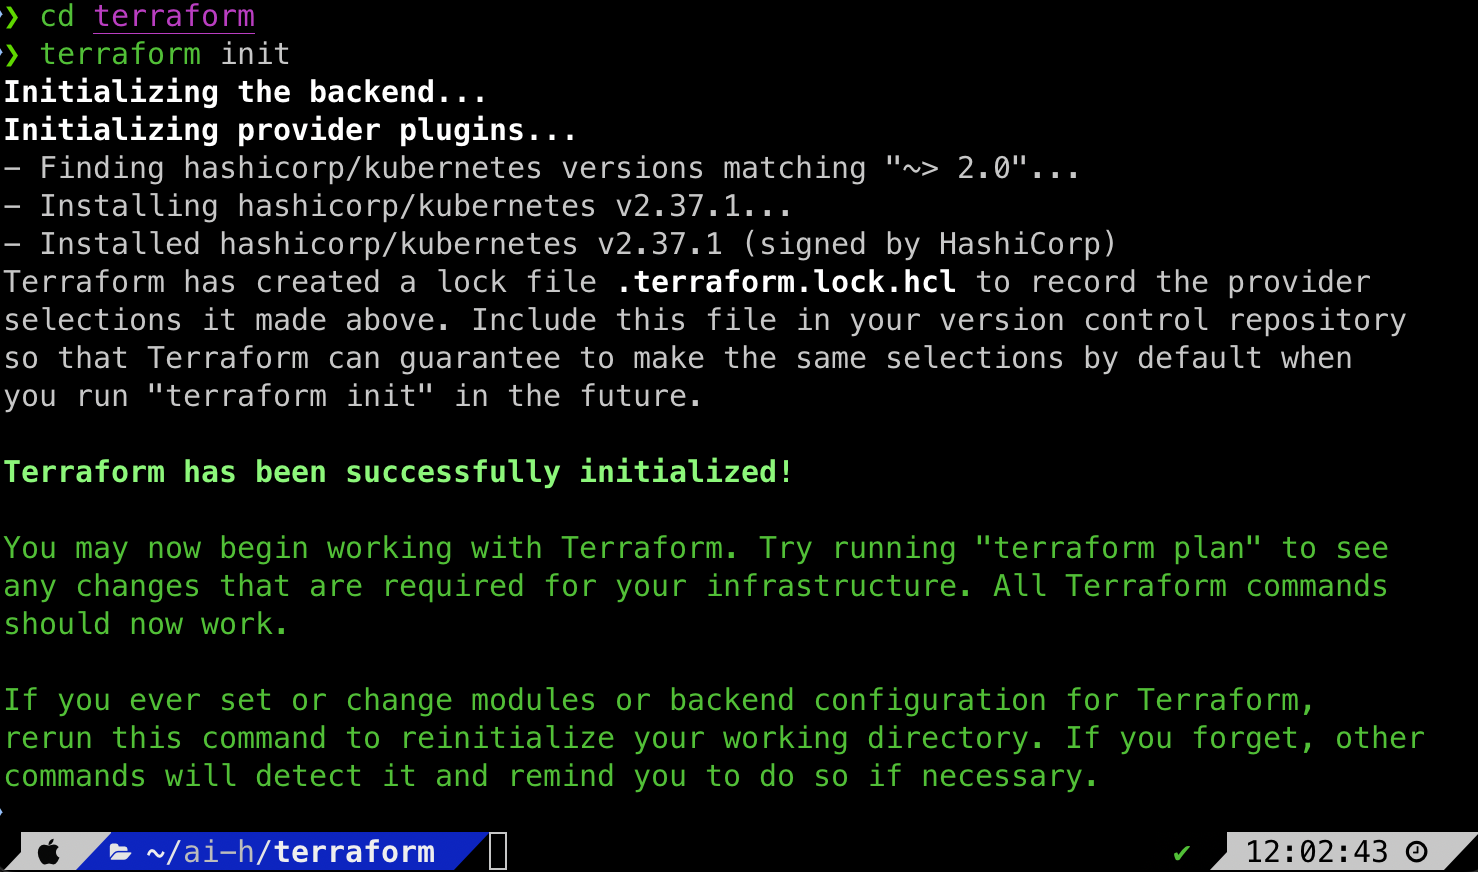 ❯ cd terraform
❯ terraform init
Initializing the backend...
Initializing provider plugins...
- Finding hashicorp/kubernetes versions matching "~> 2.0"...
- Installing hashicorp/kubernetes v2.37.1...
- Installed hashicorp/kubernetes v2.37.1 (signed by HashiCorp)
Terraform has created a lock file .terraform.lock.hcl to record the provider
selections it made above. Include this file in your version control repository
so that Terraform can guarantee to make the same selections by default when
you run "terraform init" in the future.
Terraform has been successfully initialized!
You may now begin working with Terraform. Try running "terraform plan" to see
any changes that are required for your infrastructure. All Terraform commands
should now work.
If you ever set or change modules or backend configuration for Terraform,
rerun this command to reinitialize your working directory. If you forget, other
commands will detect it and remind you to do so if necessary.
~/ai-h/terraform ✔ 12:02:43